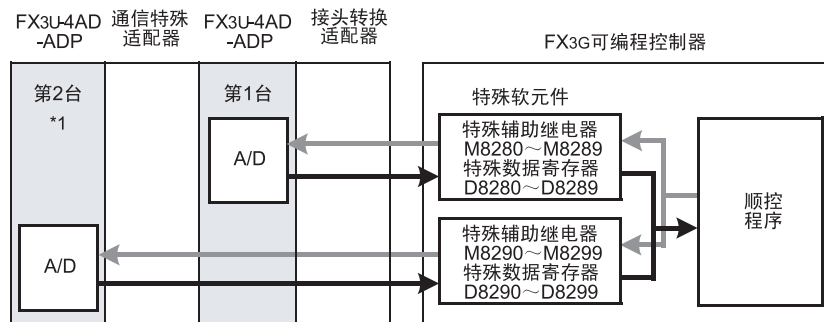 FX3U-4AD
-ADP
通信特殊
适配器
FX3U-4AD
-ADP
接头转换
适配器
FX3G可编程控制器
第2台
*1
第1台
特殊软元件
A/D
特殊辅助继电器
M8280～M8289
特殊数据寄存器
D8280～D8289
顺控
程序
A/D
特殊辅助继电器
M8290～M8299
特殊数据寄存器
D8290～D8299